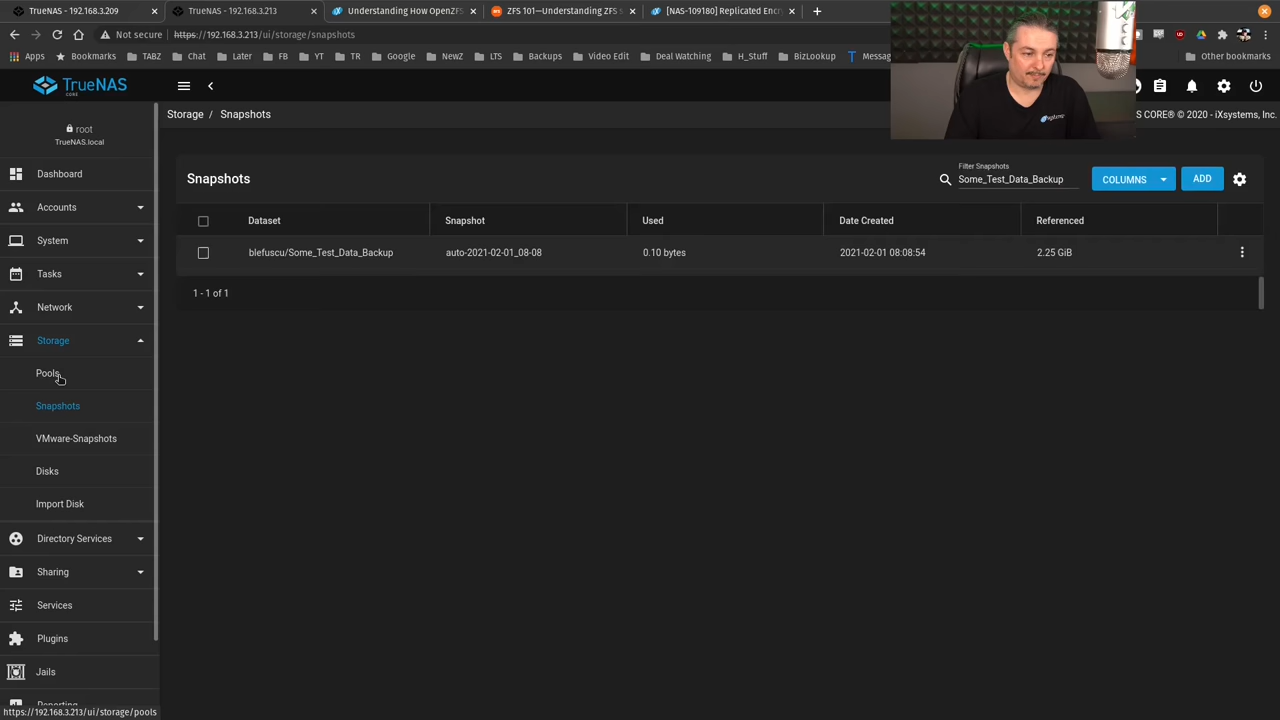 TrueNAS - 192.168.3.209
TrueNAS - 192.168.3.213
Understanding How OpenZFS
ZFS 101—Understanding ZFS s
[NAS-109180] Replicated Encr
Not secure
https://192.168.3.213/ui/storage/snapshots
Apps
Bookmarks
TABZ
Chat
Later
FB
YT
Google
NewZ
LTS
Backups
Video Edit
Deal Watching
H_Stuff
BizLookup
Messag
Other bookmarks
TrueNAS
CORE
S CORE® © 2020 - iXsystems, Inc.
root
TrueNAS.local
Storage / Snapshots
Dashboard
Accounts
System
Tasks
Network
Storage
Pools
Snapshots
VMware-Snapshots
Disks
Import Disk
Directory Services
Sharing
Services
Plugins
Jails
Reporting
https://192.168.3.213/ui/storage/pools
Snapshots
Filter Snapshots
Some_Test_Data_Backup
COLUMNS
ADD
Dataset Snapshot Used Date Created Referenced
blefuscu/Some_Test_Data_Backup auto-2021-02-01_08-08 0.10 bytes 2021-02-01 08:08:54 2.25 GiB
1 - 1 of 1